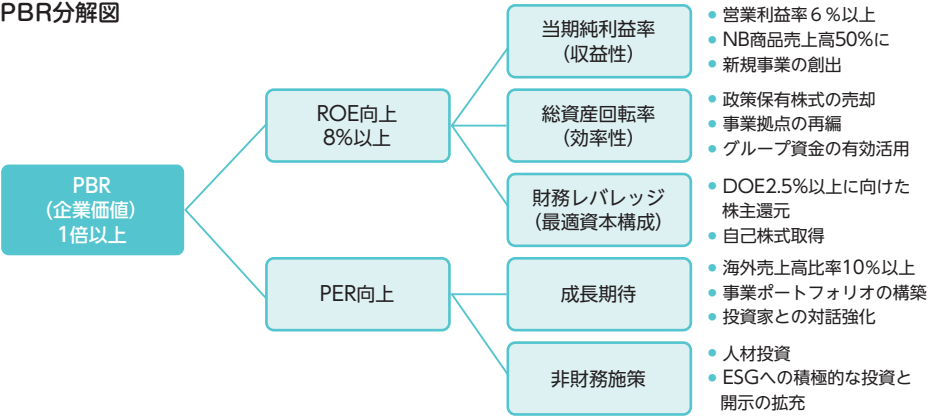 PBR分解図
PBR
（企業価値）
1倍以上
ROE向上
8%以上
PER向上
当期純利益率
（収益性）
総資産回転率
（効率性）
財務レバレッジ
（最適資本構成）
成長期待
非財務施策
● 営業利益率６％以上
● NB商品売上高50%に
● 新規事業の創出
● 政策保有株式の売却
● 事業拠点の再編
● グループ資金の有効活用
● DOE2.5%以上に向けた
株主還元
● 自己株式取得
● 海外売上高比率10％以上
● 事業ポートフォリオの構築
● 投資家との対話強化
● 人材投資
● ESGへの積極的な投資と
開示の拡充